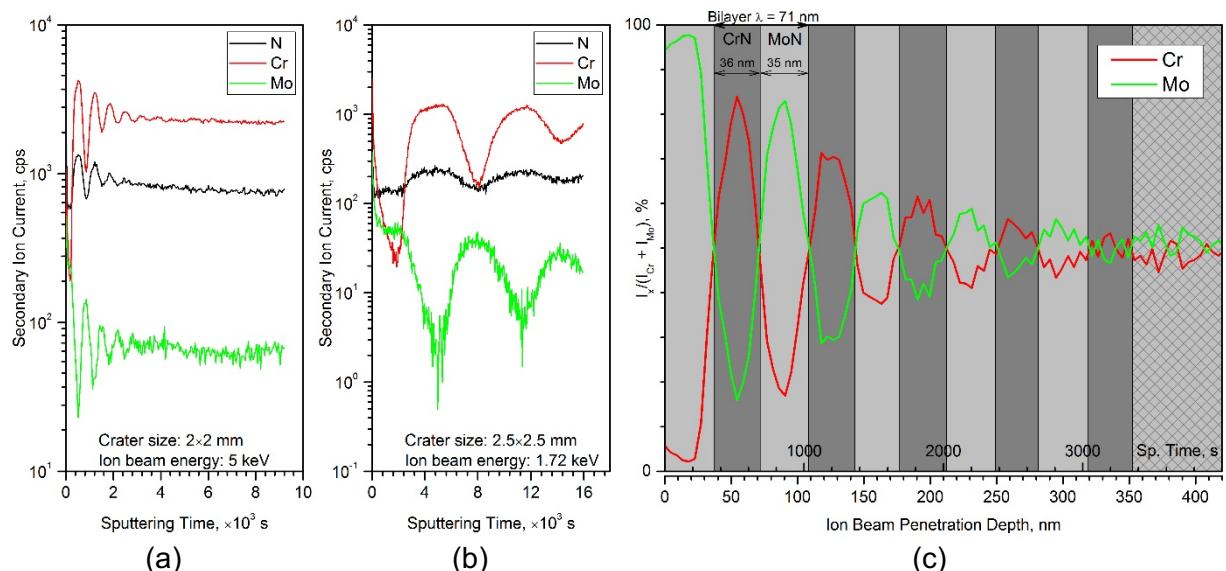 Secondary Ion Current, cps
10⁴
10³
10²
10¹
N
Cr
Mo
Crater size: 2×2 mm
Ion beam energy: 5 keV
0 2 4 6 8 10
Sputtering Time, ×10³ s
(a)
Secondary Ion Current, cps
10⁴
10³
10²
10¹
10⁰
10⁻¹
N
Cr
Mo
Crater size: 2.5×2.5 mm
Ion beam energy: 1.72 keV
0 4 8 12 16
Sputtering Time, ×10³ s
(b)
Iₓ/(I_Cr + I_Mo), %
100
0
Bilayer λ = 71 nm
CrN MoN
36 nm 35 nm
Cr
Mo
1000 2000 3000 Sp. Time, s
0 50 100 150 200 250 300 350 400
Ion Beam Penetration Depth, nm
(c)